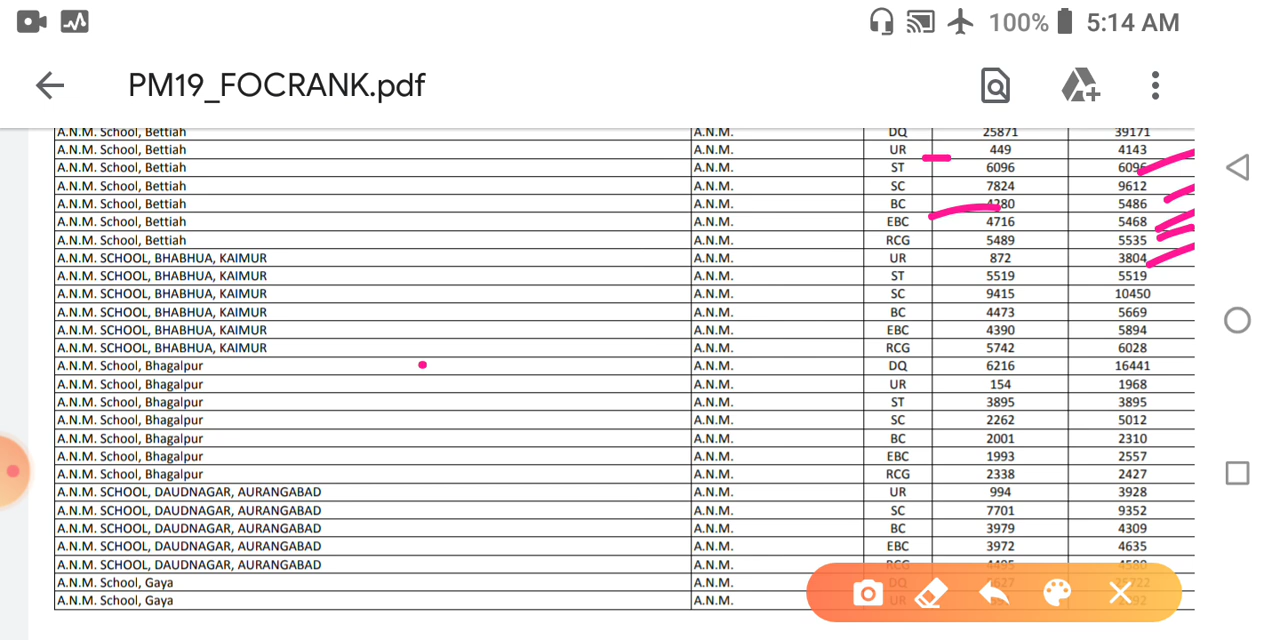 100% 5:14 AM
PM19_FOCRANK.pdf
A.N.M. School, Bettiah A.N.M. DQ 25871 39171
A.N.M. School, Bettiah A.N.M. UR 449 4143
A.N.M. School, Bettiah A.N.M. ST 6096 6096
A.N.M. School, Bettiah A.N.M. SC 7824 9612
A.N.M. School, Bettiah A.N.M. BC 4280 5486
A.N.M. School, Bettiah A.N.M. EBC 4716 5468
A.N.M. School, Bettiah A.N.M. RCG 5489 5535
A.N.M. SCHOOL, BHABHUA, KAIMUR A.N.M. UR 872 3804
A.N.M. SCHOOL, BHABHUA, KAIMUR A.N.M. ST 5519 5519
A.N.M. SCHOOL, BHABHUA, KAIMUR A.N.M. SC 9415 10450
A.N.M. SCHOOL, BHABHUA, KAIMUR A.N.M. BC 4473 5669
A.N.M. SCHOOL, BHABHUA, KAIMUR A.N.M. EBC 4390 5894
A.N.M. SCHOOL, BHABHUA, KAIMUR A.N.M. RCG 5742 6028
A.N.M. School, Bhagalpur A.N.M. DQ 6216 16441
A.N.M. School, Bhagalpur A.N.M. UR 154 1968
A.N.M. School, Bhagalpur A.N.M. ST 3895 3895
A.N.M. School, Bhagalpur A.N.M. SC 2262 5012
A.N.M. School, Bhagalpur A.N.M. BC 2001 2310
A.N.M. School, Bhagalpur A.N.M. EBC 1993 2557
A.N.M. School, Bhagalpur A.N.M. RCG 2338 2427
A.N.M. SCHOOL, DAUDNAGAR, AURANGABAD A.N.M. UR 994 3928
A.N.M. SCHOOL, DAUDNAGAR, AURANGABAD A.N.M. SC 7701 9352
A.N.M. SCHOOL, DAUDNAGAR, AURANGABAD A.N.M. BC 3979 4309
A.N.M. SCHOOL, DAUDNAGAR, AURANGABAD A.N.M. EBC 3972 4635
A.N.M. SCHOOL, DAUDNAGAR, AURANGABAD A.N.M. RCG 4495 4580
A.N.M. School, Gaya A.N.M. DQ
A.N.M. School, Gaya A.N.M. UR